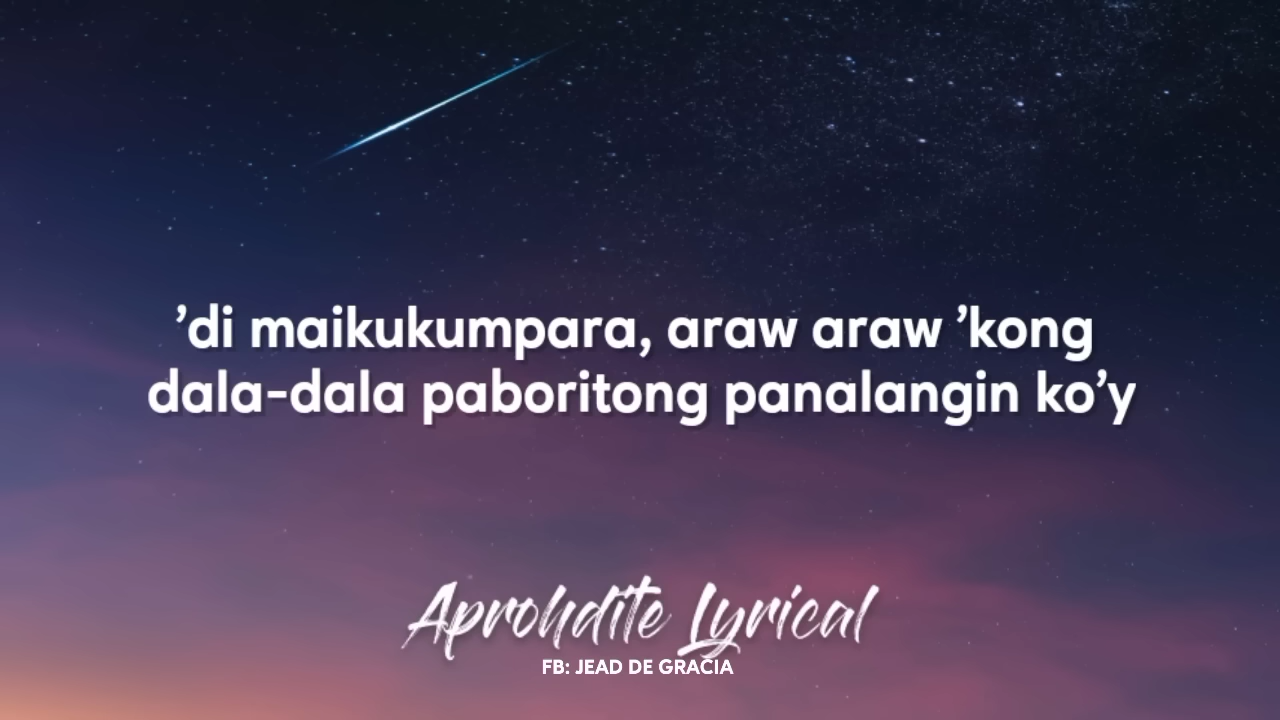 ’di maikukumpara, araw araw ’kong
dala-dala paboritong panalangin ko’y
Aprohdite Lyrical
FB: JEAD DE GRACIA